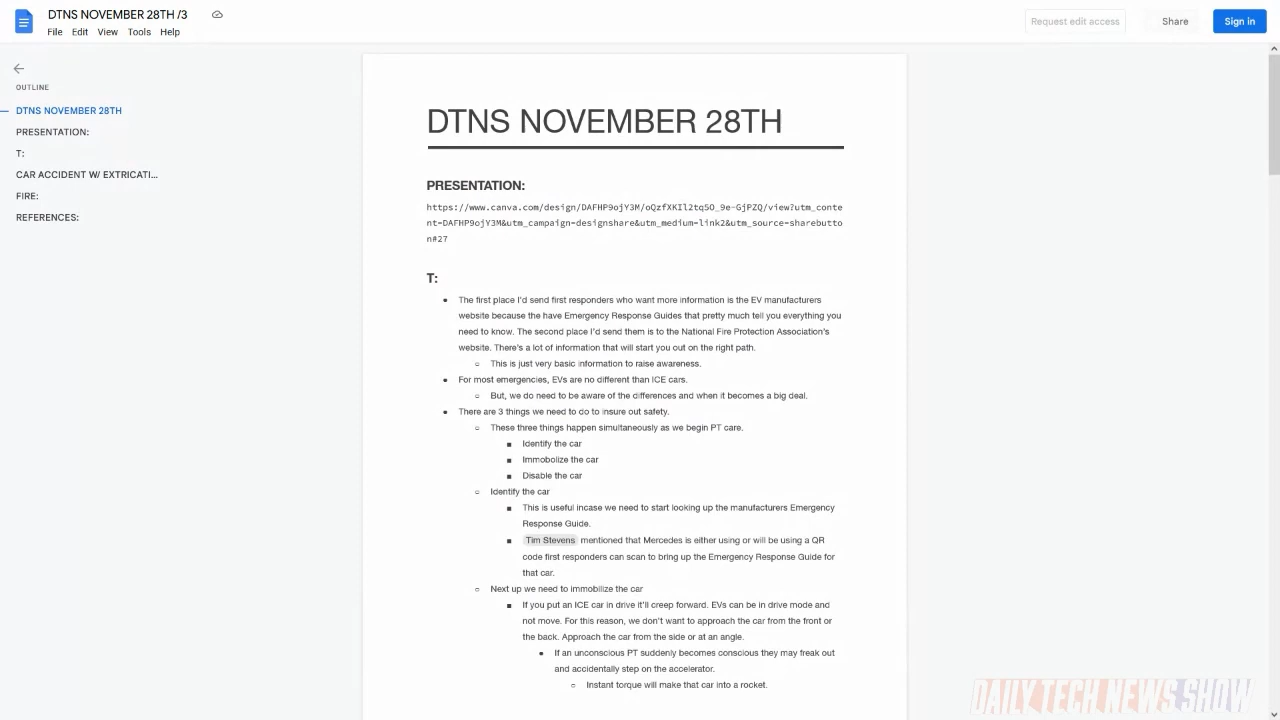 DTNS NOVEMBER 28TH /3
File Edit View Tools Help
Request edit access
Share
Sign in
OUTLINE
DTNS NOVEMBER 28TH
PRESENTATION:
T:
CAR ACCIDENT W/ EXTRICATI...
FIRE:
REFERENCES:
DTNS NOVEMBER 28TH
PRESENTATION:
https://www.canva.com/design/DAFHP9ojY3M/oQzfXKIl2tqSO_9e-GjPZQ/view?utm_conte
nt=DAFHP9ojY3M&utm_campaign=designshare&utm_medium=link2&utm_source=sharebutto
n#27
T:
The first place I'd send first responders who want more information is the EV manufacturers
website because the have Emergency Response Guides that pretty much tell you everything you
need to know. The second place I'd send them is to the National Fire Protection Association's
website. There's a lot of information that will start you out on the right path.
This is just very basic information to raise awareness.
For most emergencies, EVs are no different than ICE cars.
But, we do need to be aware of the differences and when it becomes a big deal.
There are 3 things we need to do to insure out safety.
These three things happen simultaneously as we begin PT care.
Identify the car
Immobolize the car
Disable the car
Identify the car
This is useful incase we need to start looking up the manufacturers Emergency
Response Guide.
Tim Stevens mentioned that Mercedes is either using or will be using a QR
code first responders can scan to bring up the Emergency Response Guide for
that car.
Next up we need to immobilize the car
If you put an ICE car in drive it'll creep forward. EVs can be in drive mode and
not move. For this reason, we don't want to approach the car from the front or
the back. Approach the car from the side or at an angle.
If an unconscious PT suddenly becomes conscious they may freak out
and accidentally step on the accelerator.
Instant torque will make that car into a rocket.
DAILY TECH NEWS SHOW